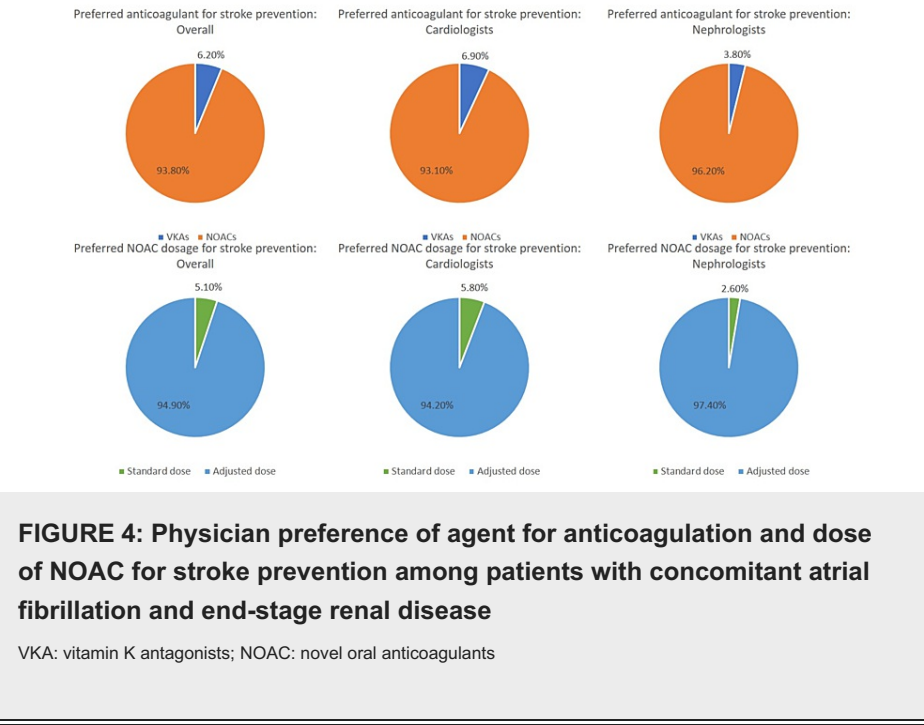 Preferred anticoagulant for stroke prevention:
Overall
6.20%
93.80%
VKAs NOACs
Preferred anticoagulant for stroke prevention:
Cardiologists
6.90%
93.10%
VKAs NOACs
Preferred anticoagulant for stroke prevention:
Nephrologists
3.80%
96.20%
VKAs NOACs
Preferred NOAC dosage for stroke prevention:
Overall
5.10%
94.90%
Standard dose Adjusted dose
Preferred NOAC dosage for stroke prevention:
Cardiologists
5.80%
94.20%
Standard dose Adjusted dose
Preferred NOAC dosage for stroke prevention:
Nephrologists
2.60%
97.40%
Standard dose Adjusted dose
FIGURE 4: Physician preference of agent for anticoagulation and dose
of NOAC for stroke prevention among patients with concomitant atrial
fibrillation and end-stage renal disease
VKA: vitamin K antagonists; NOAC: novel oral anticoagulants